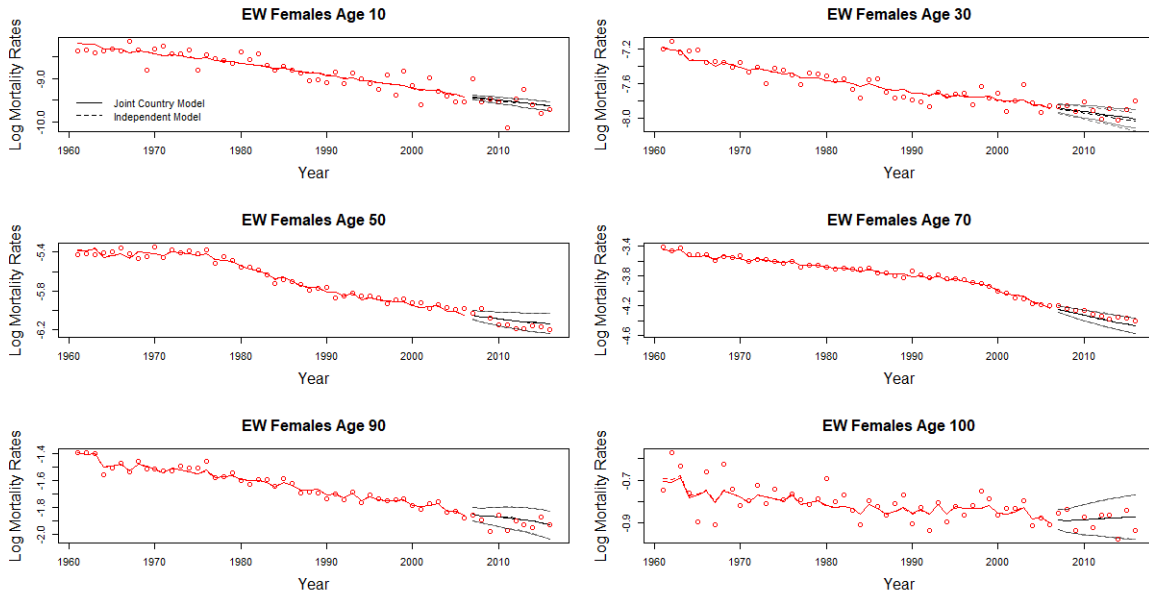 EW Females Age 10
Log Mortality Rates
-9.0
-10.0
Joint Country Model
Independent Model
1960 1970 1980 1990 2000 2010
Year
EW Females Age 30
Log Mortality Rates
-7.2
-7.6
-8.0
1960 1970 1980 1990 2000 2010
Year
EW Females Age 50
Log Mortality Rates
-5.4
-5.8
-6.2
1960 1970 1980 1990 2000 2010
Year
EW Females Age 70
Log Mortality Rates
-3.4
-3.8
-4.2
-4.6
1960 1970 1980 1990 2000 2010
Year
EW Females Age 90
Log Mortality Rates
-1.4
-1.6
-1.8
-2.0
1960 1970 1980 1990 2000 2010
Year
EW Females Age 100
Log Mortality Rates
-0.7
-0.9
1960 1970 1980 1990 2000 2010
Year